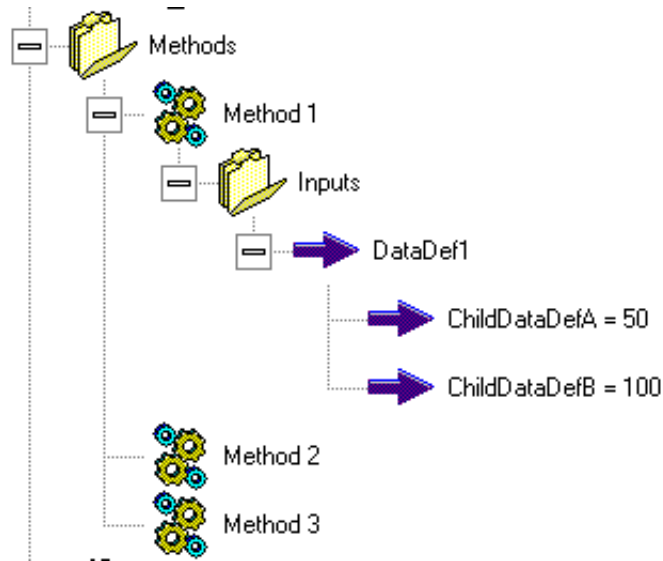 Methods
Method 1
Inputs
DataDef1
ChildDataDefA = 50
ChildDataDefB = 100
Method 2
Method 3